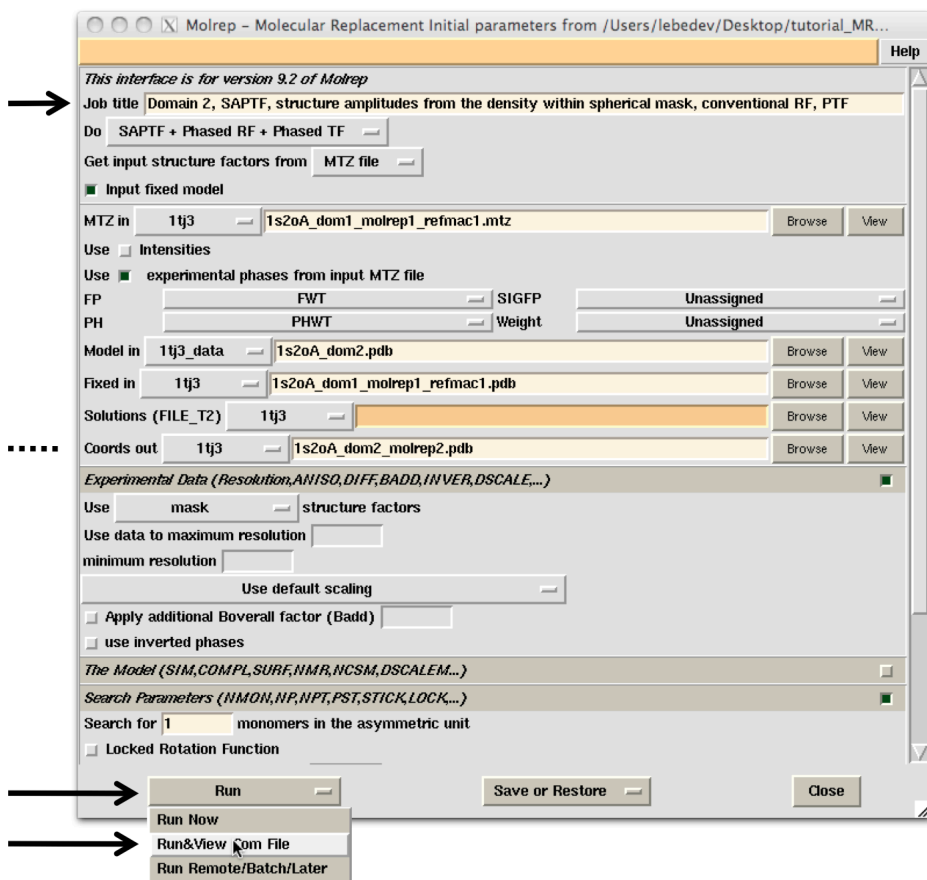 X Molrep - Molecular Replacement Initial parameters from /Users/lebedev/Desktop/tutorial_MR...
Help
This interface is for version 9.2 of Molrep
Job title Domain 2, SAPTF, structure amplitudes from the density within spherical mask, conventional RF, PTF
Do SAPTF + Phased RF + Phased TF
Get input structure factors from MTZ file
Input fixed model
MTZ in 1tj3 1s2oA_dom1_molrep1_refmac1.mtz Browse View
Use Intensities
Use experimental phases from input MTZ file
FP FWT SIGFP Unassigned
PH PHWT Weight Unassigned
Model in 1tj3_data 1s2oA_dom2.pdb Browse View
Fixed in 1tj3 1s2oA_dom1_molrep1_refmac1.pdb Browse View
Solutions (FILE_T2) 1tj3 Browse View
Coords out 1tj3 1s2oA_dom2_molrep2.pdb Browse View
Experimental Data (Resolution,ANISO,DIFF,BADD,INVER,DSCALE,...)
Use mask structure factors
Use data to maximum resolution
minimum resolution
Use default scaling
Apply additional Boverall factor (Badd)
use inverted phases
The Model (SIM,COMPL,SURF,NMR,NCSM,DSCALEM...)
Search Parameters (NMON,NP,NPT,PST,STICK,LOCK,...)
Search for 1 monomers in the asymmetric unit
Locked Rotation Function
Run Save or Restore Close
Run Now
Run&View Com File
Run Remote/Batch/Later